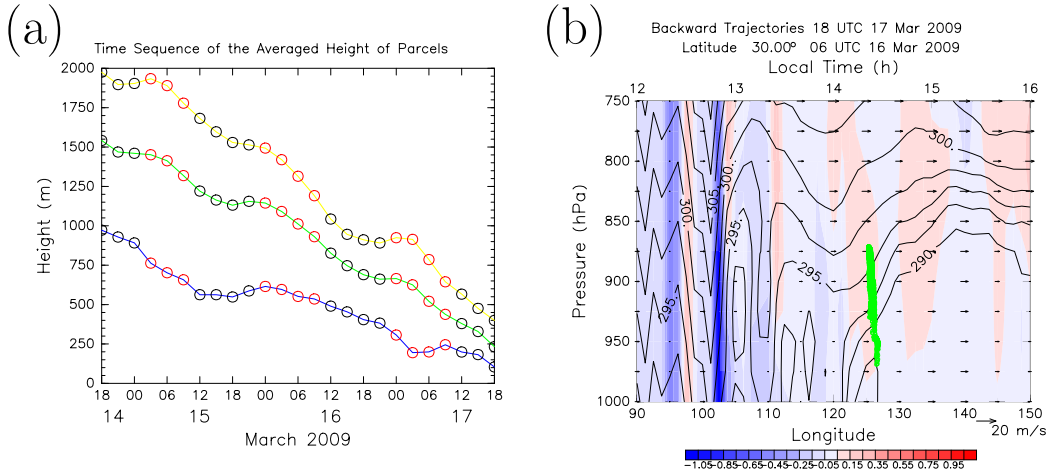 (a)
Time Sequence of the Averaged Height of Parcels
2000
1750
1500
1250
1000
750
500
250
0
Height (m)
18 00 06 12 18 00 06 12 18 00 06 12 18
14 15 16 17
March 2009
(b)
Backward Trajectories 18 UTC 17 Mar 2009
Latitude 30.00º 06 UTC 16 Mar 2009
Local Time (h)
12 13 14 15 16
750
800
850
900
950
1000
Pressure (hPa)
300.
300.
305.
300.
295.
295.
290.
295.
90 100 110 120 130 140 150
Longitude
20 m/s
−1.05 −0.85 −0.65 −0.45 −0.25 −0.05 0.15 0.35 0.55 0.75 0.95